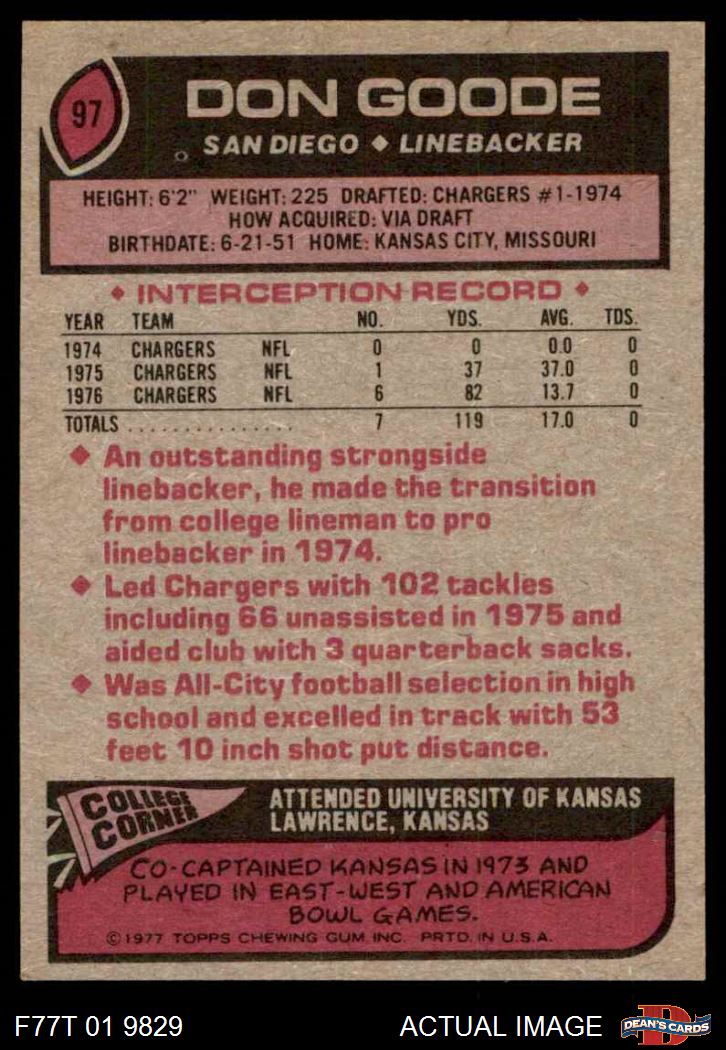 97
DON GOODE
SAN DIEGO ◆ LINEBACKER
HEIGHT: 6'2" WEIGHT: 225 DRAFTED: CHARGERS #1-1974
HOW ACQUIRED: VIA DRAFT
BIRTHDATE: 6-21-51 HOME: KANSAS CITY, MISSOURI
◆ INTERCEPTION RECORD ◆
YEAR TEAM NO. YDS. AVG. TDS.
1974 CHARGERS NFL 0 0 0.0 0
1975 CHARGERS NFL 1 37 37.0 0
1976 CHARGERS NFL 6 82 13.7 0
TOTALS ............... 7 119 17.0 0
◆ An outstanding strongside
linebacker, he made the transition
from college lineman to pro
linebacker in 1974.
◆ Led Chargers with 102 tackles
including 66 unassisted in 1975 and
aided club with 3 quarterback sacks.
◆ Was All-City football selection in high
school and excelled in track with 53
feet 10 inch shot put distance.
COLLEGE
CORNER
ATTENDED UNIVERSITY OF KANSAS
LAWRENCE, KANSAS
CO-CAPTAINED KANSAS IN 1973 AND
PLAYED IN EAST-WEST AND AMERICAN
BOWL GAMES.
©1977 TOPPS CHEWING GUM INC. PRTD. IN U.S.A.
F77T 01 9829
ACTUAL IMAGE
D
DEAN'S CARDS